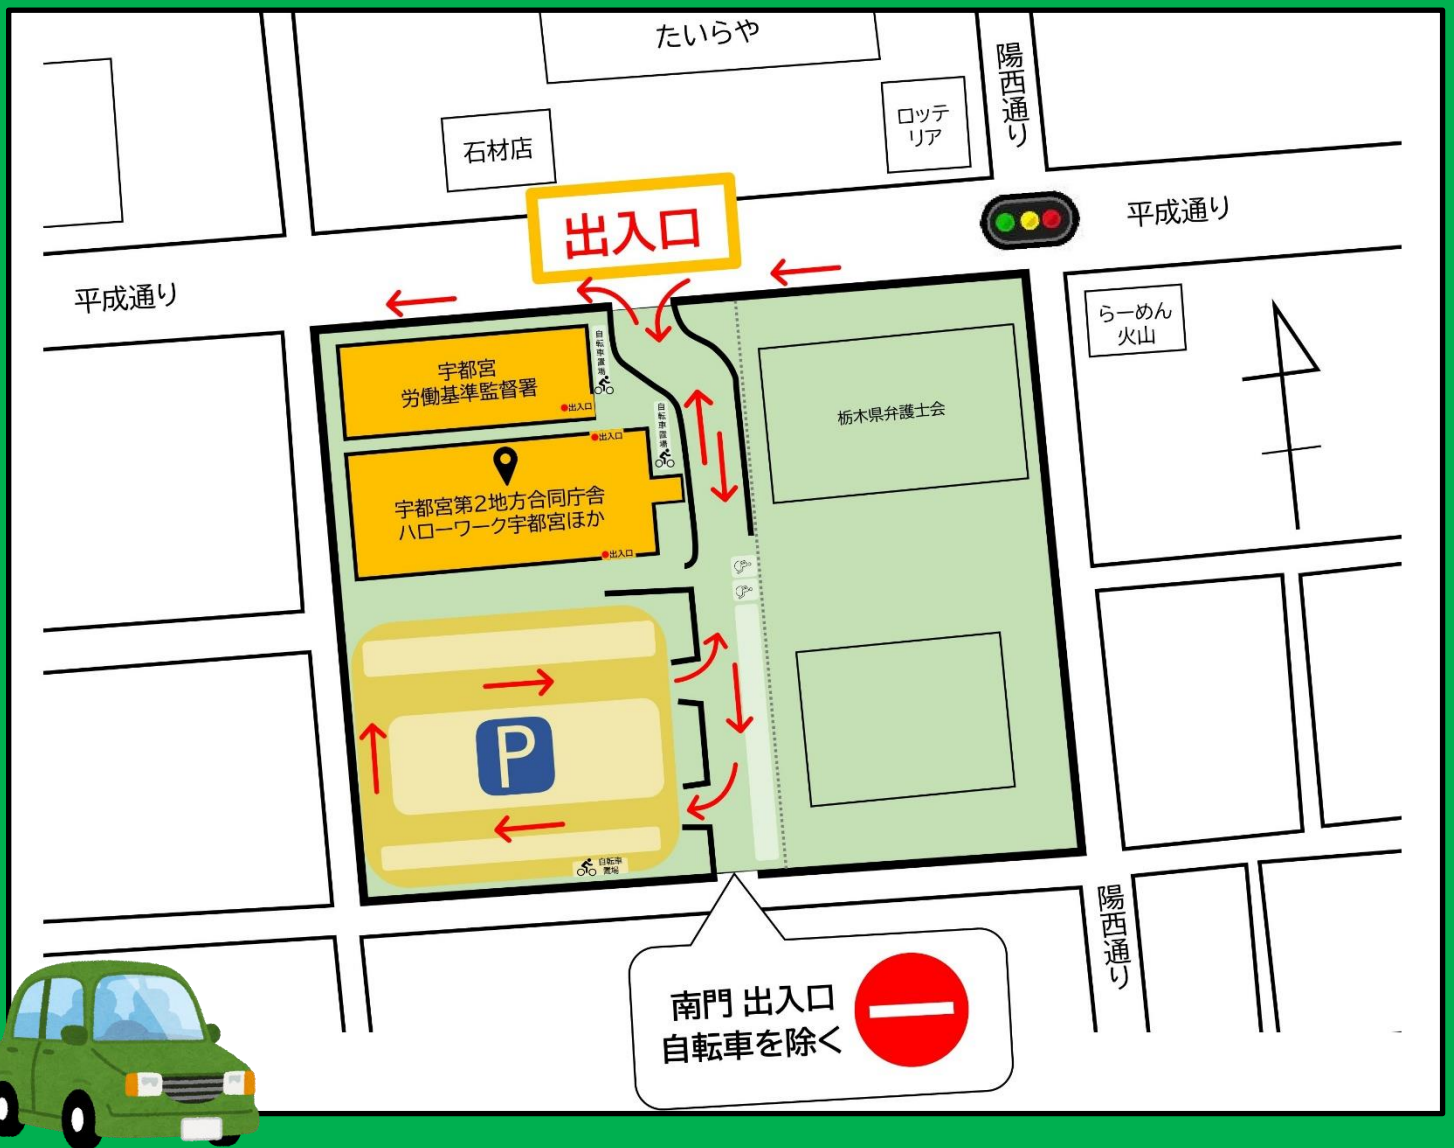 たいらや
陽西通り
ロッテ
リア
石材店
出入口
平成通り
平成通り
らーめん
火山
宇都宮
労働基準監督署
自転車置場
出入口
栃木県弁護士会
自転車置場
出入口
宇都宮第2地方合同庁舎
ハローワーク宇都宮ほか
出入口
P
自転車
置場
陽西通り
南門 出入口
自転車を除く